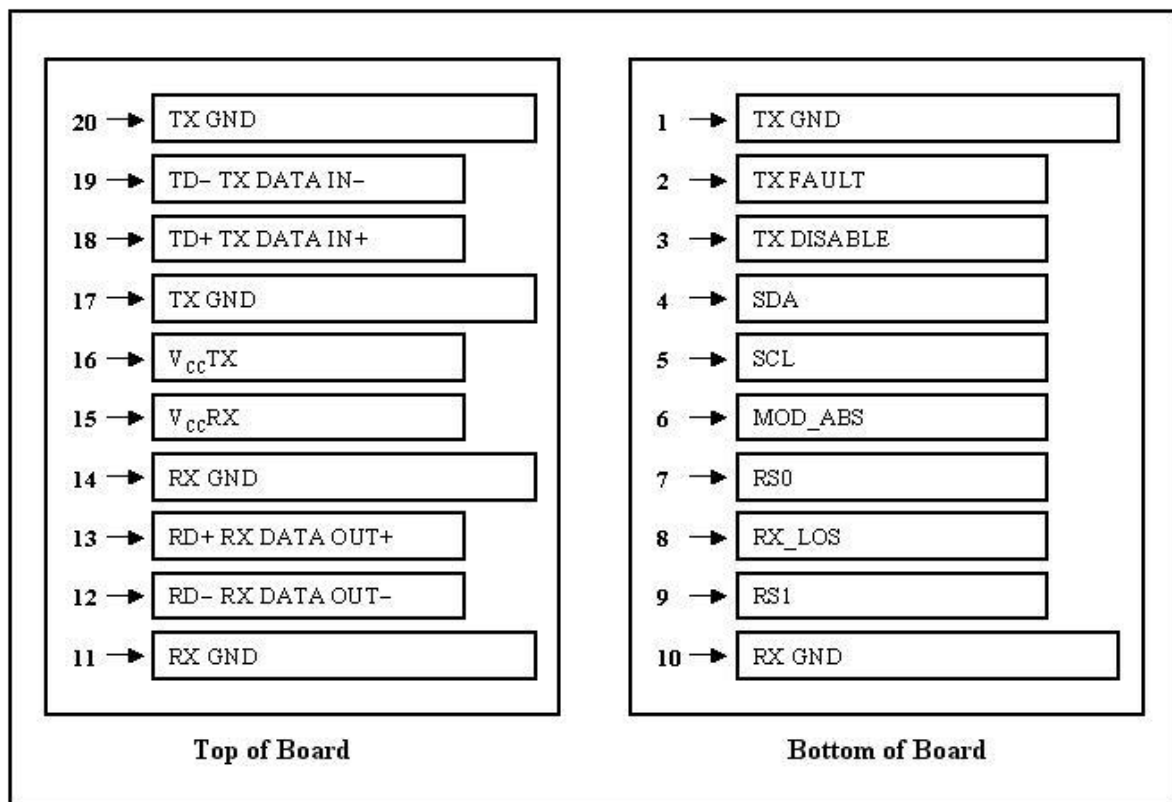 20 TX GND
19 TD− TX DATA IN−
18 TD+ TX DATA IN+
17 TX GND
16 VCCTX
15 VCCRX
14 RX GND
13 RD+ RX DATA OUT+
12 RD− RX DATA OUT−
11 RX GND
Top of Board
1 TX GND
2 TX FAULT
3 TX DISABLE
4 SDA
5 SCL
6 MOD_ABS
7 RS0
8 RX_LOS
9 RS1
10 RX GND
Bottom of Board